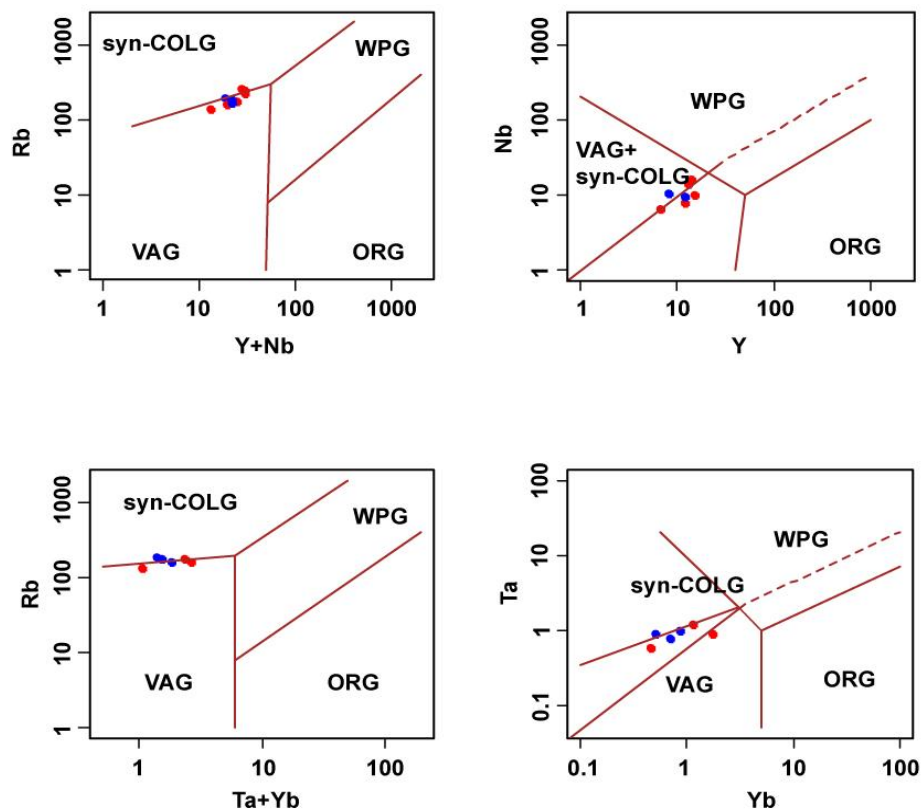 syn-COLG
WPG
VAG
ORG
Rb
1
10
100
1000
1
10
100
1000
Y+Nb
WPG
VAG+
syn-COLG
ORG
Nb
1
10
100
1000
1
10
100
1000
Y
syn-COLG
WPG
VAG
ORG
Rb
1
10
100
1000
1
10
100
Ta+Yb
WPG
syn-COLG
VAG
ORG
Ta
0.1
1
10
100
0.1
1
10
100
Yb